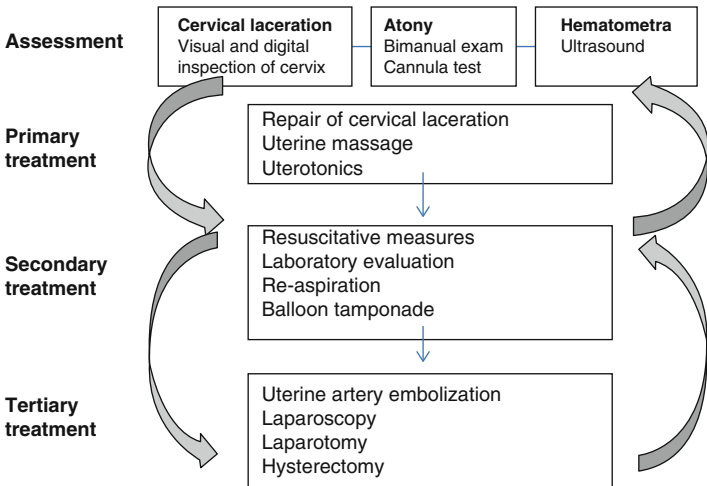 Assessment
Cervical laceration
Visual and digital
inspection of cervix
Atony
Bimanual exam
Cannula test
Hematometra
Ultrasound
Primary
treatment
Repair of cervical laceration
Uterine massage
Uterotonics
Secondary
treatment
Resuscitative measures
Laboratory evaluation
Re-aspiration
Balloon tamponade
Tertiary
treatment
Uterine artery embolization
Laparoscopy
Laparotomy
Hysterectomy